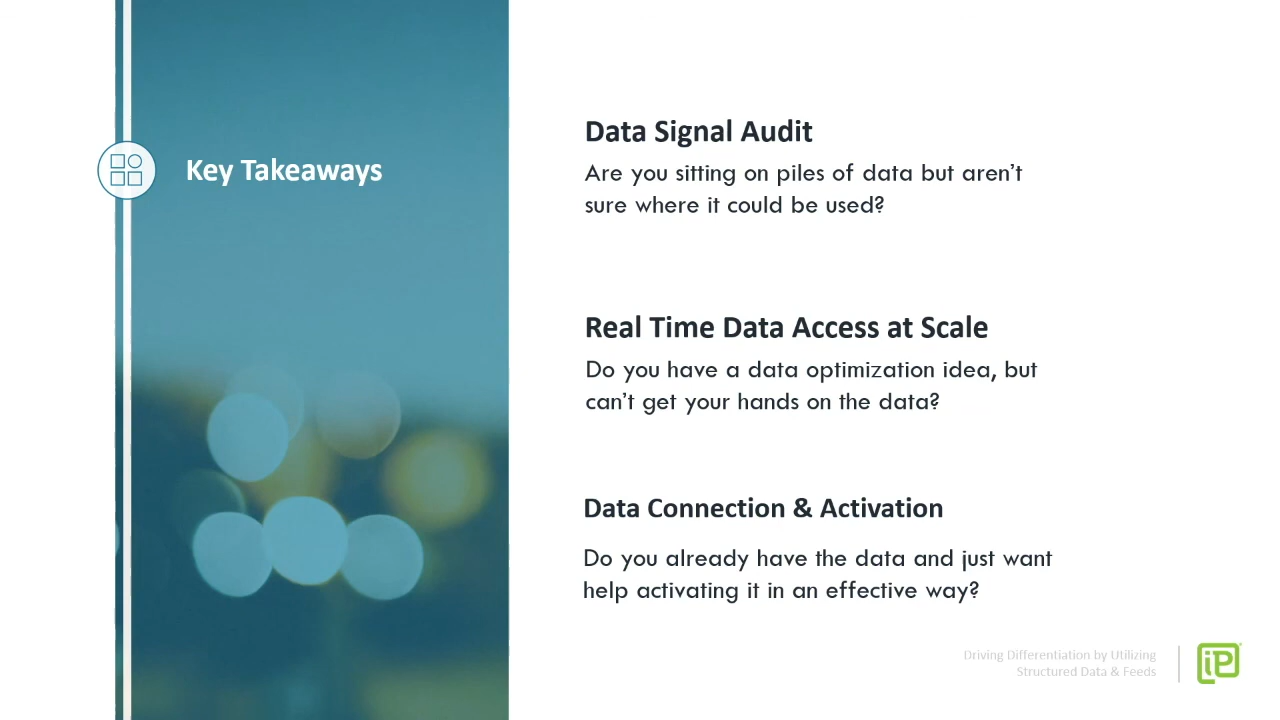 Key Takeaways
Data Signal Audit
Are you sitting on piles of data but aren’t
sure where it could be used?
Real Time Data Access at Scale
Do you have a data optimization idea, but
can’t get your hands on the data?
Data Connection & Activation
Do you already have the data and just want
help activating it in an effective way?
Driving Differentiation by Utilizing
Structured Data & Feeds
iP